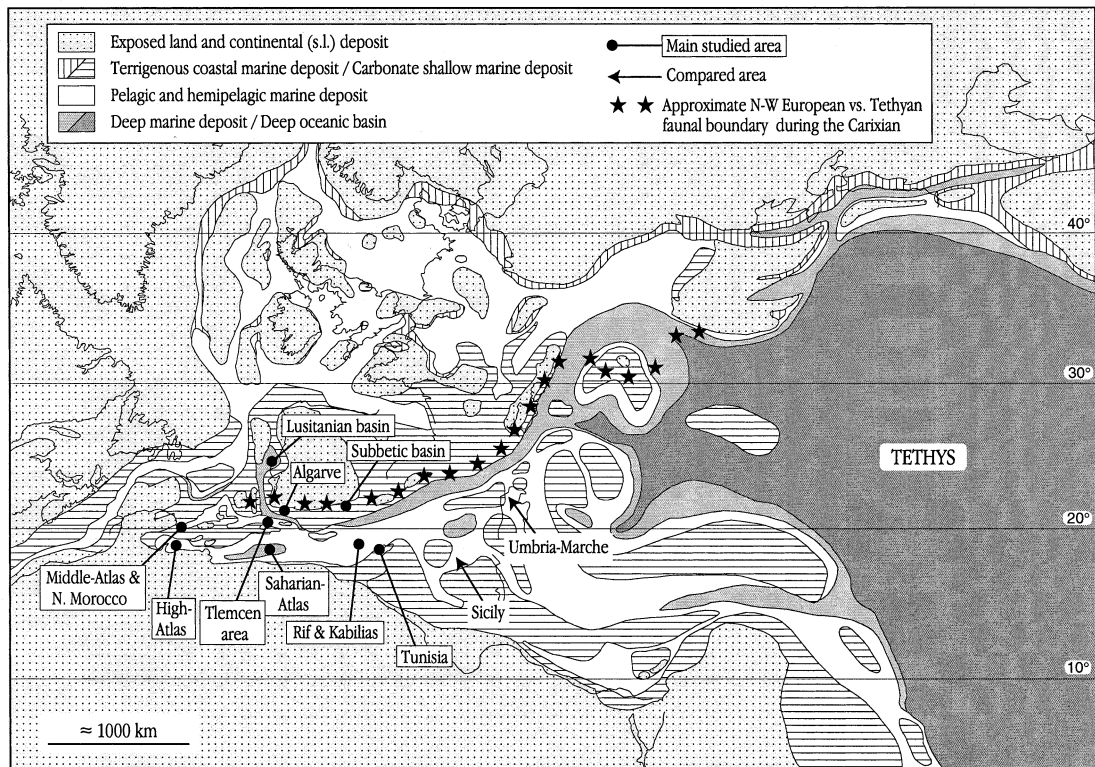 Exposed land and continental (s.l.) deposit
Terrigenous coastal marine deposit / Carbonate shallow marine deposit
Pelagic and hemipelagic marine deposit
Deep marine deposit / Deep oceanic basin
Main studied area
Compared area
Approximate N-W European vs. Tethyan
faunal boundary during the Carixian
40°
30°
Lusitanian basin
Subbetic basin
Algarve
TETHYS
20°
Umbria-Marche
Middle-Atlas &
N. Morocco
High-
Atlas
Tlemcen
area
Saharian-
Atlas
Rif & Kabilias
Sicily
Tunisia
10°
≈ 1000 km